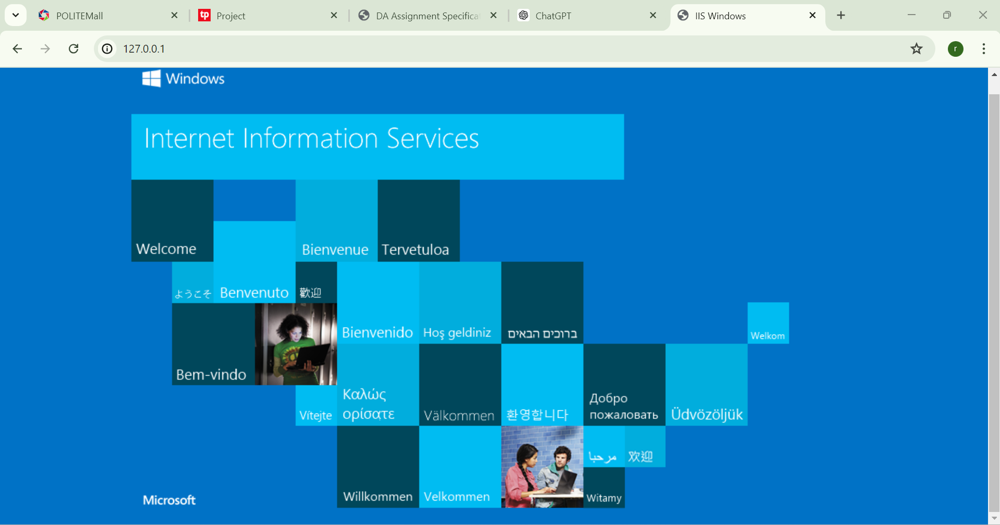 POLITEMall
tp Project
DA Assignment Specifica
ChatGPT
IIS Windows
127.0.0.1
r
Windows
Internet Information Services
Welcome
Bienvenue
Tervetuloa
ようこそ
Benvenuto
歡迎
Bienvenido
Hoş geldiniz
ברוכים הבאים
Welkom
Bem-vindo
Vítejte
Καλώς
ορίσατε
Välkommen
환영합니다
Добро
пожаловать
Üdvözöljük
مرحبا
欢迎
Microsoft
Willkommen
Velkommen
Witamy